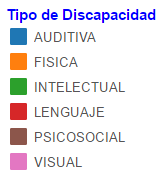 Tipo de Discapacidad
AUDITIVA
FISICA
INTELECTUAL
LENGUAJE
PSICOSOCIAL
VISUAL